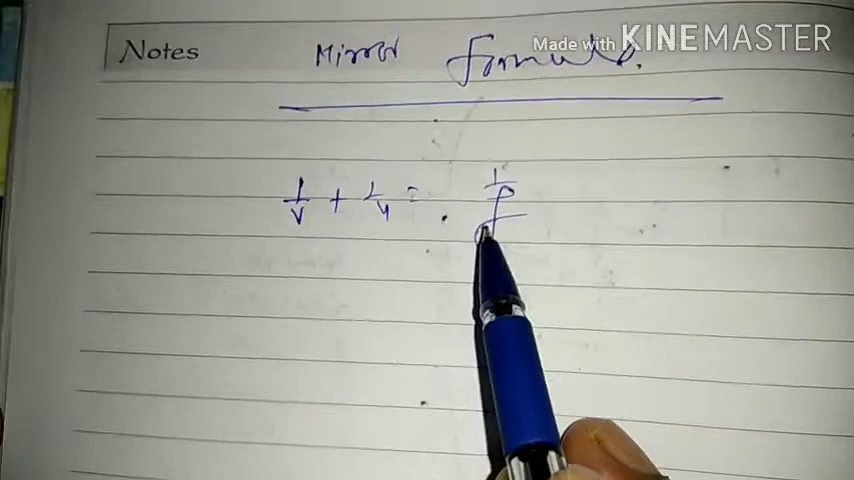 Made with KINEMASTER
Notes Mirror formula.
1/v + 1/u = 1/f